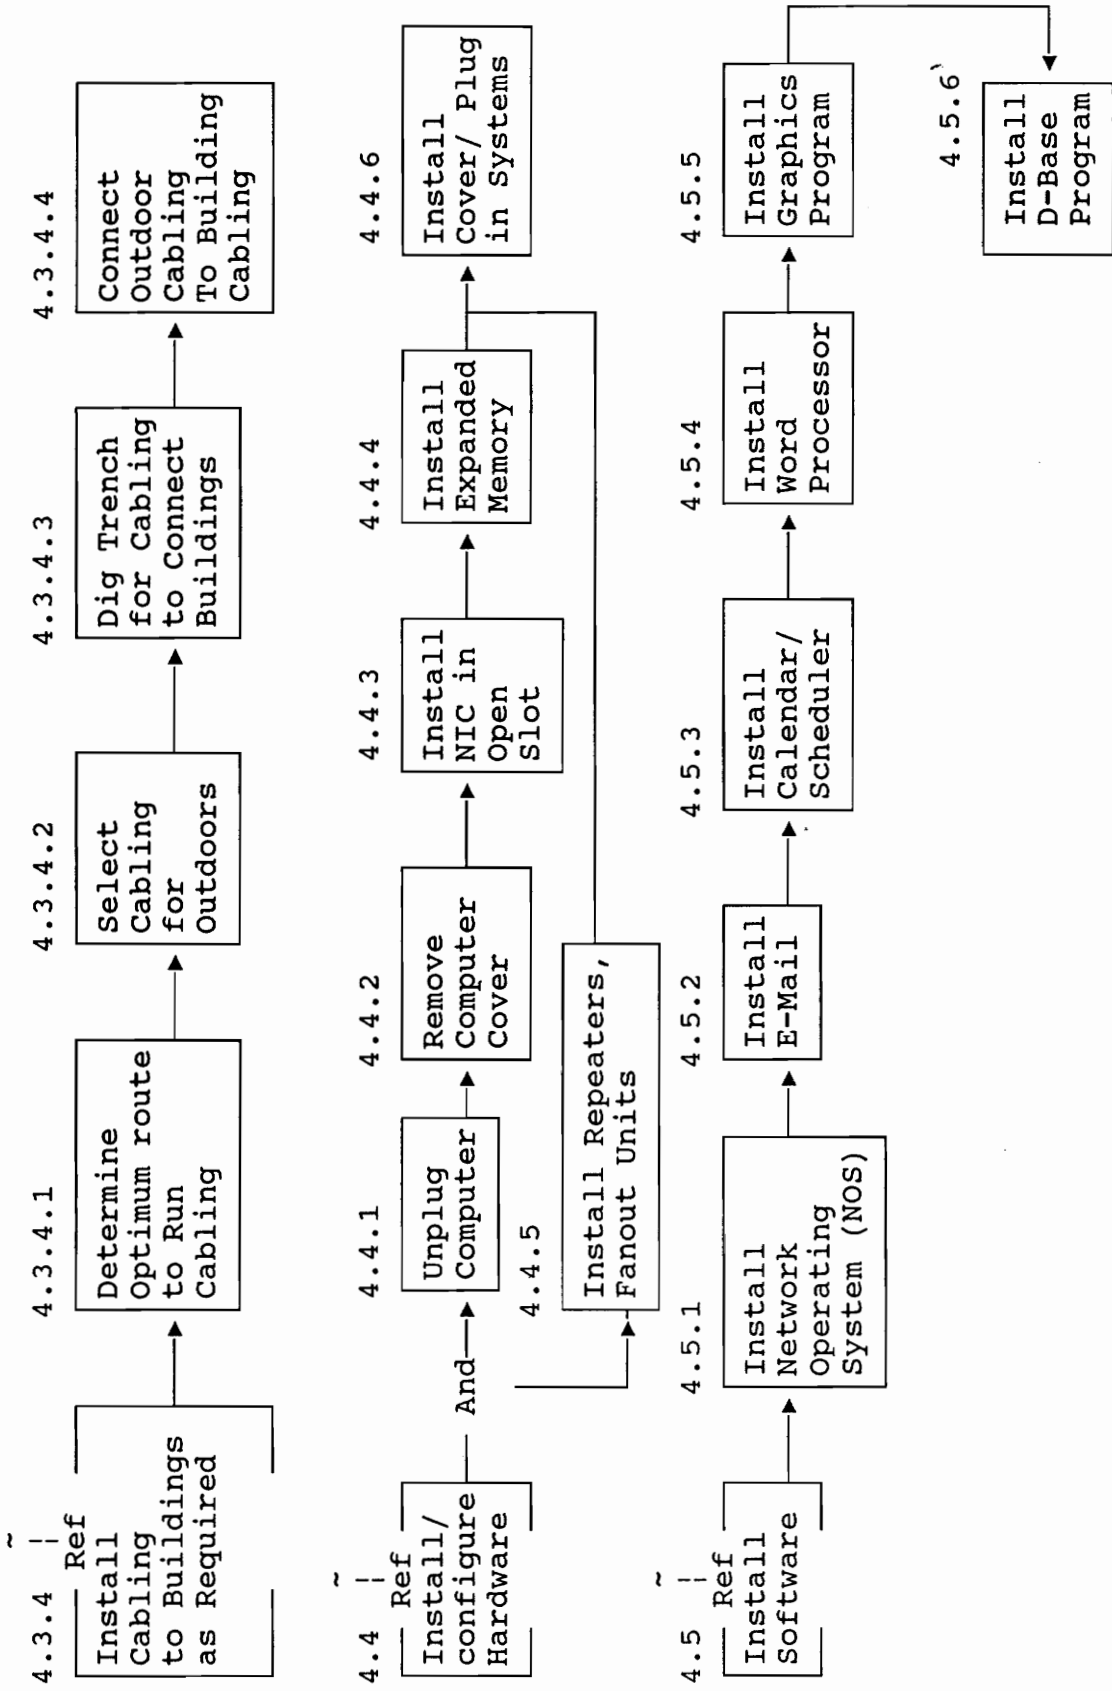 4.3.4
Ref
Install
Cabling
to Buildings
as Required
4.3.4.1
Determine
Optimum route
to Run
Cabling
4.3.4.2
Select
Cabling
for
Outdoors
4.3.4.3
Dig Trench
for Cabling
to Connect
Buildings
4.3.4.4
Connect
Outdoor
Cabling
To Building
Cabling
4.4
Ref
Install/
configure
Hardware
And
4.4.1
Unplug
Computer
4.4.2
Remove
Computer
Cover
4.4.3
Install
NIC in
Open
Slot
4.4.4
Install
Expanded
Memory
4.4.6
Install
Cover/ Plug
in Systems
4.4.5
Install Repeaters,
Fanout Units
4.5
Ref
Install
Software
4.5.1
Install
Network
Operating
System (NOS)
4.5.2
Install
E-Mail
4.5.3
Install
Calendar/
Scheduler
4.5.4
Install
Word
Processor
4.5.5
Install
Graphics
Program
4.5.6
Install
D-Base
Program